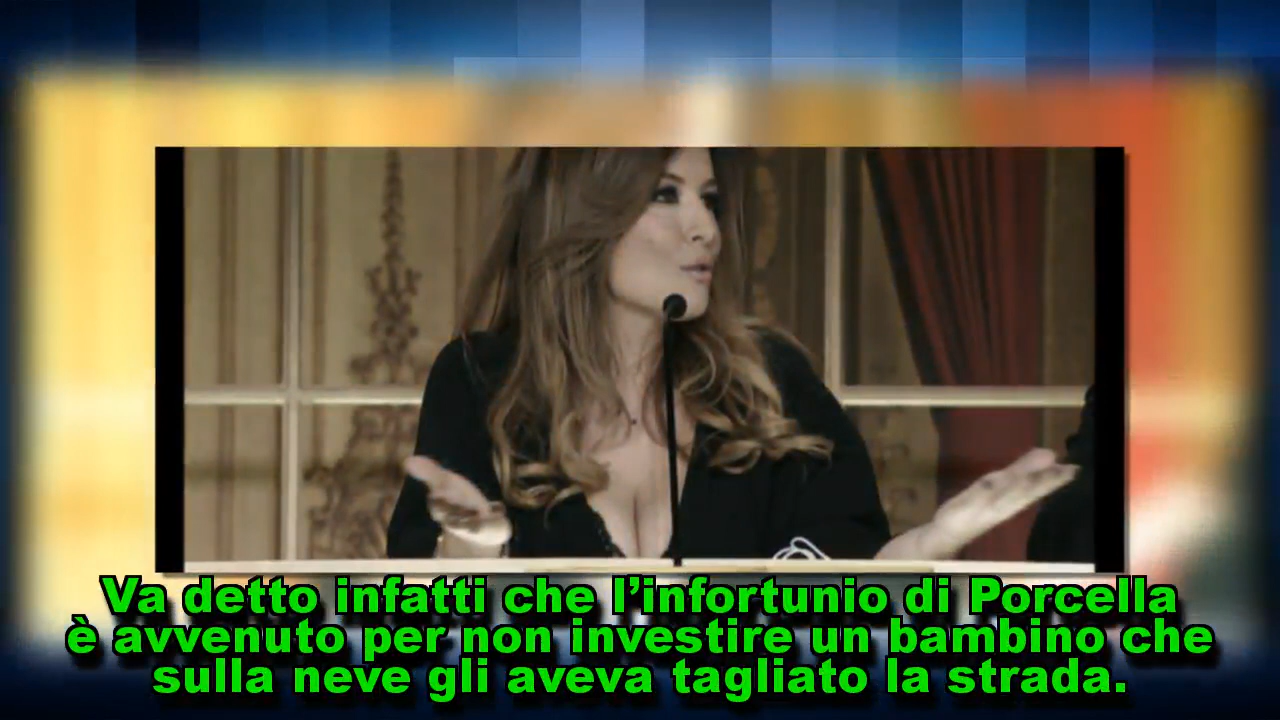 Va detto infatti che l’infortunio di Porcella
è avvenuto per non investire un bambino che
sulla neve gli aveva tagliato la strada.